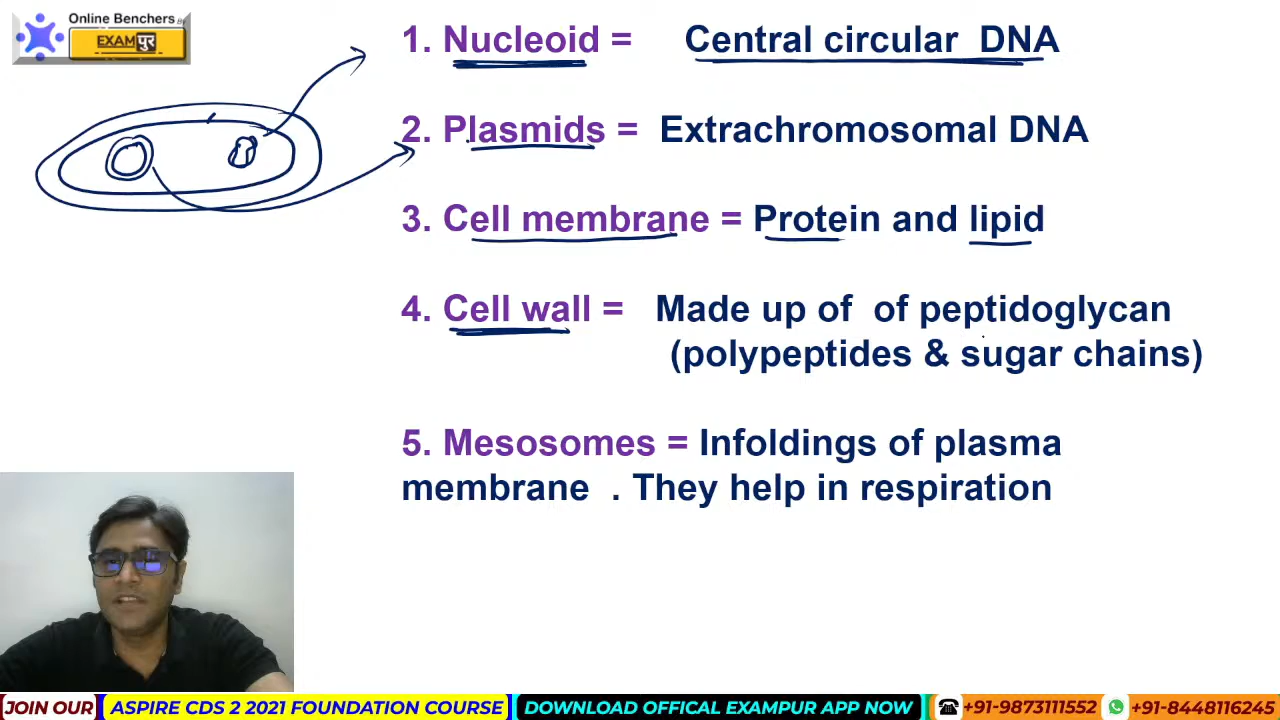 Online Benchers By
EXAMपुर
1. Nucleoid = Central circular DNA
2. Plasmids = Extrachromosomal DNA
3. Cell membrane = Protein and lipid
4. Cell wall = Made up of of peptidoglycan
(polypeptides & sugar chains)
5. Mesosomes = Infoldings of plasma
membrane . They help in respiration
JOIN OUR ASPIRE CDS 2 2021 FOUNDATION COURSE DOWNLOAD OFFICAL EXAMPUR APP NOW +91-9873111552 +91-8448116245